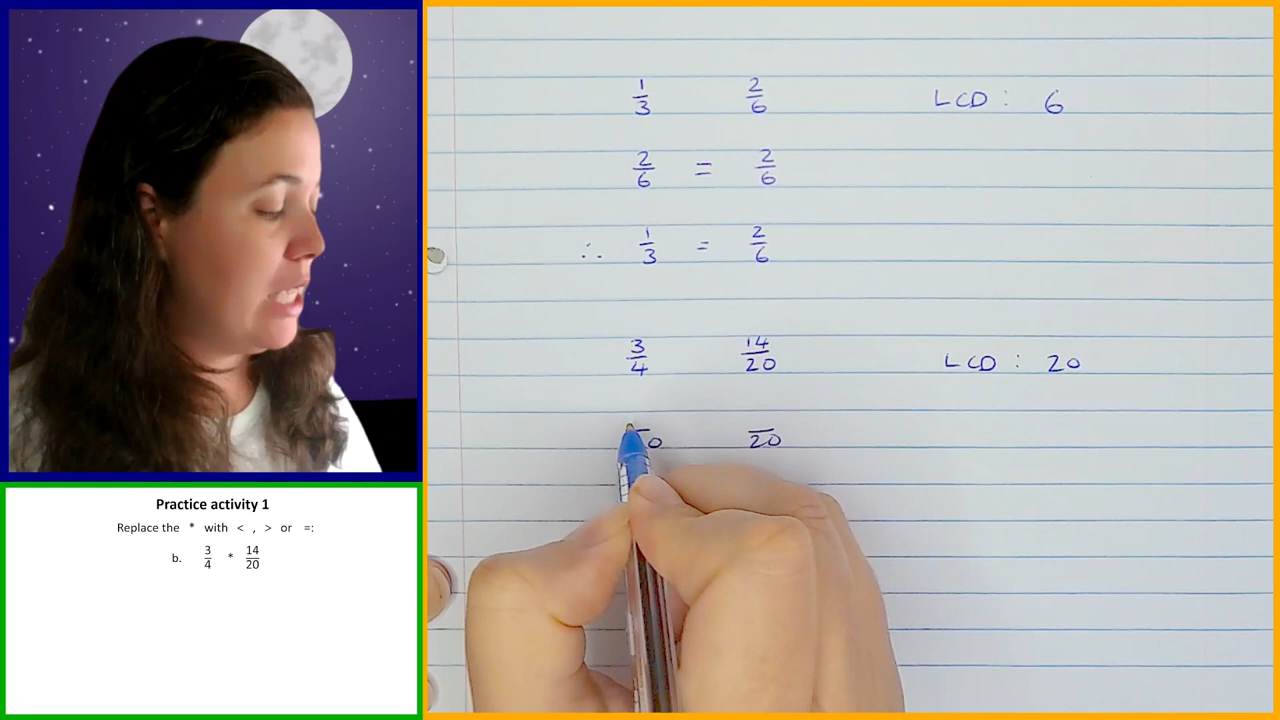 1/3 2/6 LCD : 6
2/6 = 2/6
∴ 1/3 = 2/6
3/4 14/20 LCD : 20
0 20
Practice activity 1
Replace the * with < , > or =:
b. 3/4 * 14/20